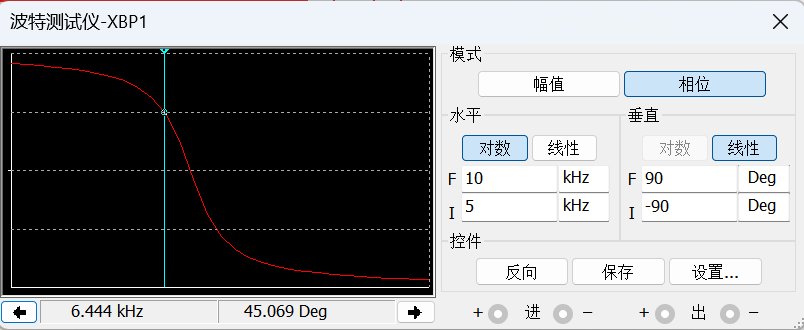 波特测试仪-XBP1
模式
幅值 相位
水平 垂直
对数 线性 对数 线性
F 10 kHz F 90 Deg
I 5 kHz I -90 Deg
控件
反向 保存 设置...
6.444 kHz 45.069 Deg + 进 - + 出 -